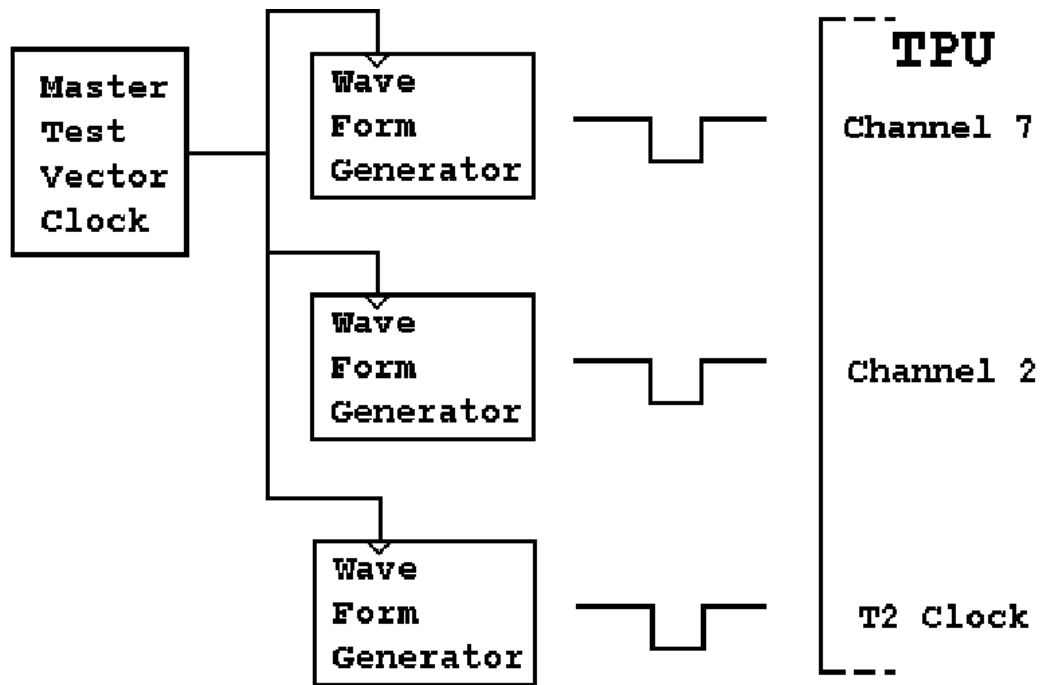 Master
Test
Vector
Clock
Wave
Form
Generator
TPU
Channel 7
Wave
Form
Generator
Channel 2
Wave
Form
Generator
T2 Clock